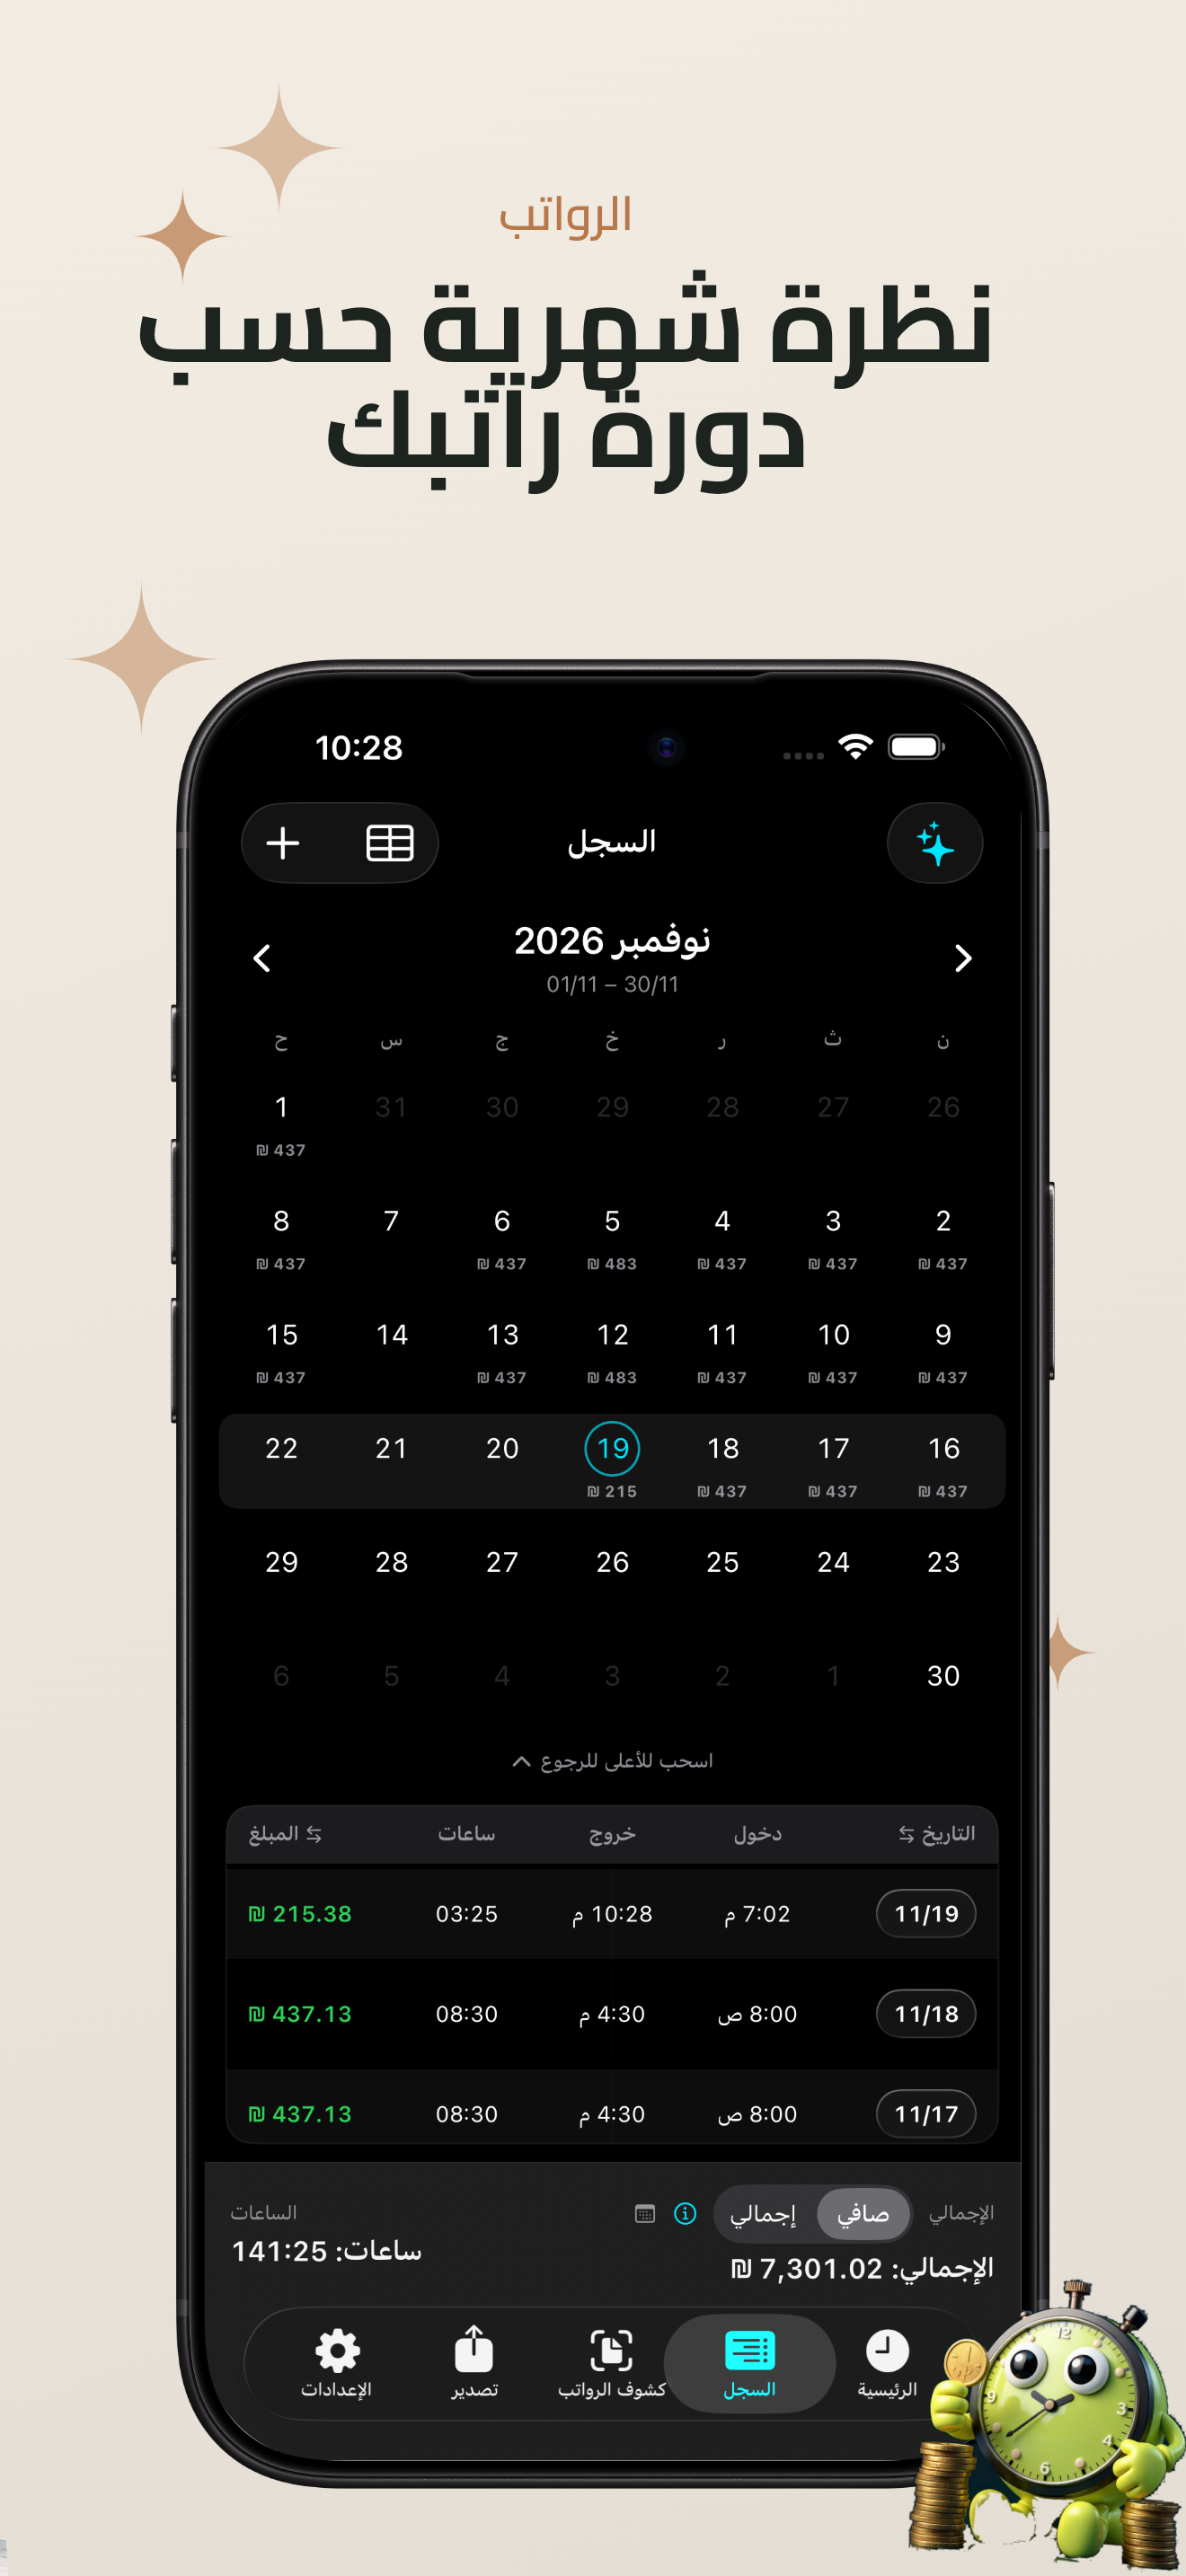 الرواتب
نظرة شهرية حسب
دورة راتبك
10:28
السجل
نوفمبر 2026
01/11 – 30/11
ن ث ر خ ج س ح
26 27 28 29 30 31 1
₪ 437
2 3 4 5 6 7 8
₪ 437 ₪ 437 ₪ 437 ₪ 483 ₪ 437 ₪ 437
9 10 11 12 13 14 15
₪ 437 ₪ 437 ₪ 437 ₪ 483 ₪ 437 ₪ 437
16 17 18 19 20 21 22
₪ 437 ₪ 437 ₪ 437 ₪ 215
23 24 25 26 27 28 29
30 1 2 3 4 5 6
اسحب للأعلى للرجوع
التاريخ دخول خروج ساعات المبلغ
11/19 7:02 م 10:28 م 03:25 ₪ 215.38
11/18 8:00 ص 4:30 م 08:30 ₪ 437.13
11/17 8:00 ص 4:30 م 08:30 ₪ 437.13
الإجمالي صافي إجمالي الساعات
الإجمالي: 7,301.02 ₪ ساعات: 141:25
الرئيسية السجل كشوف الرواتب تصدير الإعدادات
12
9 3
4
6